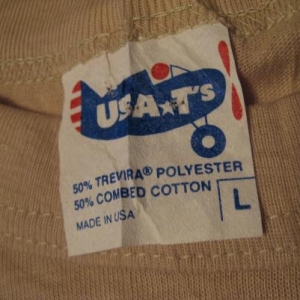 USA★T's
50% TREVIRA® POLYESTER
50% COMBED COTTON
MADE IN USA
L